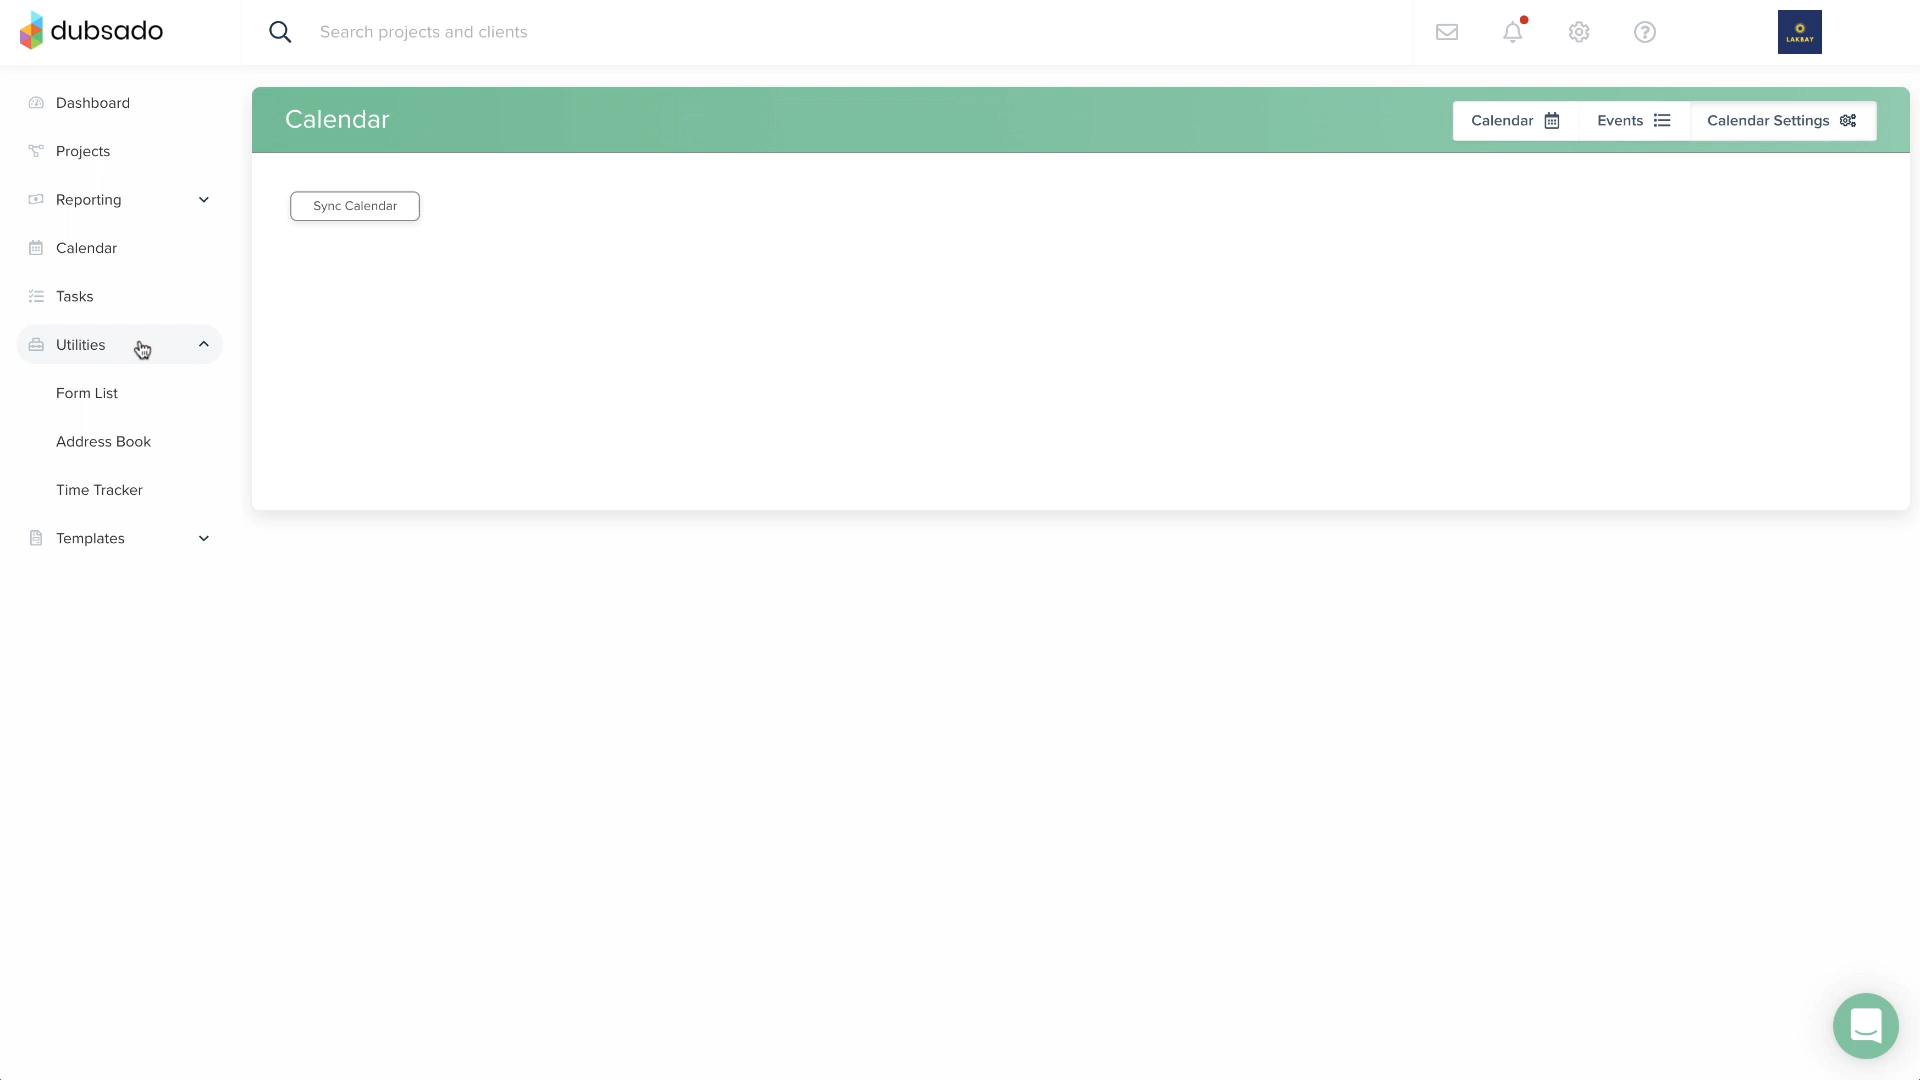 dubsado
Search projects and clients
LAKBAY
Dashboard
Projects
Reporting
Calendar
Tasks
Utilities
Form List
Address Book
Time Tracker
Templates
Calendar
Calendar
Events
Calendar Settings
Sync Calendar